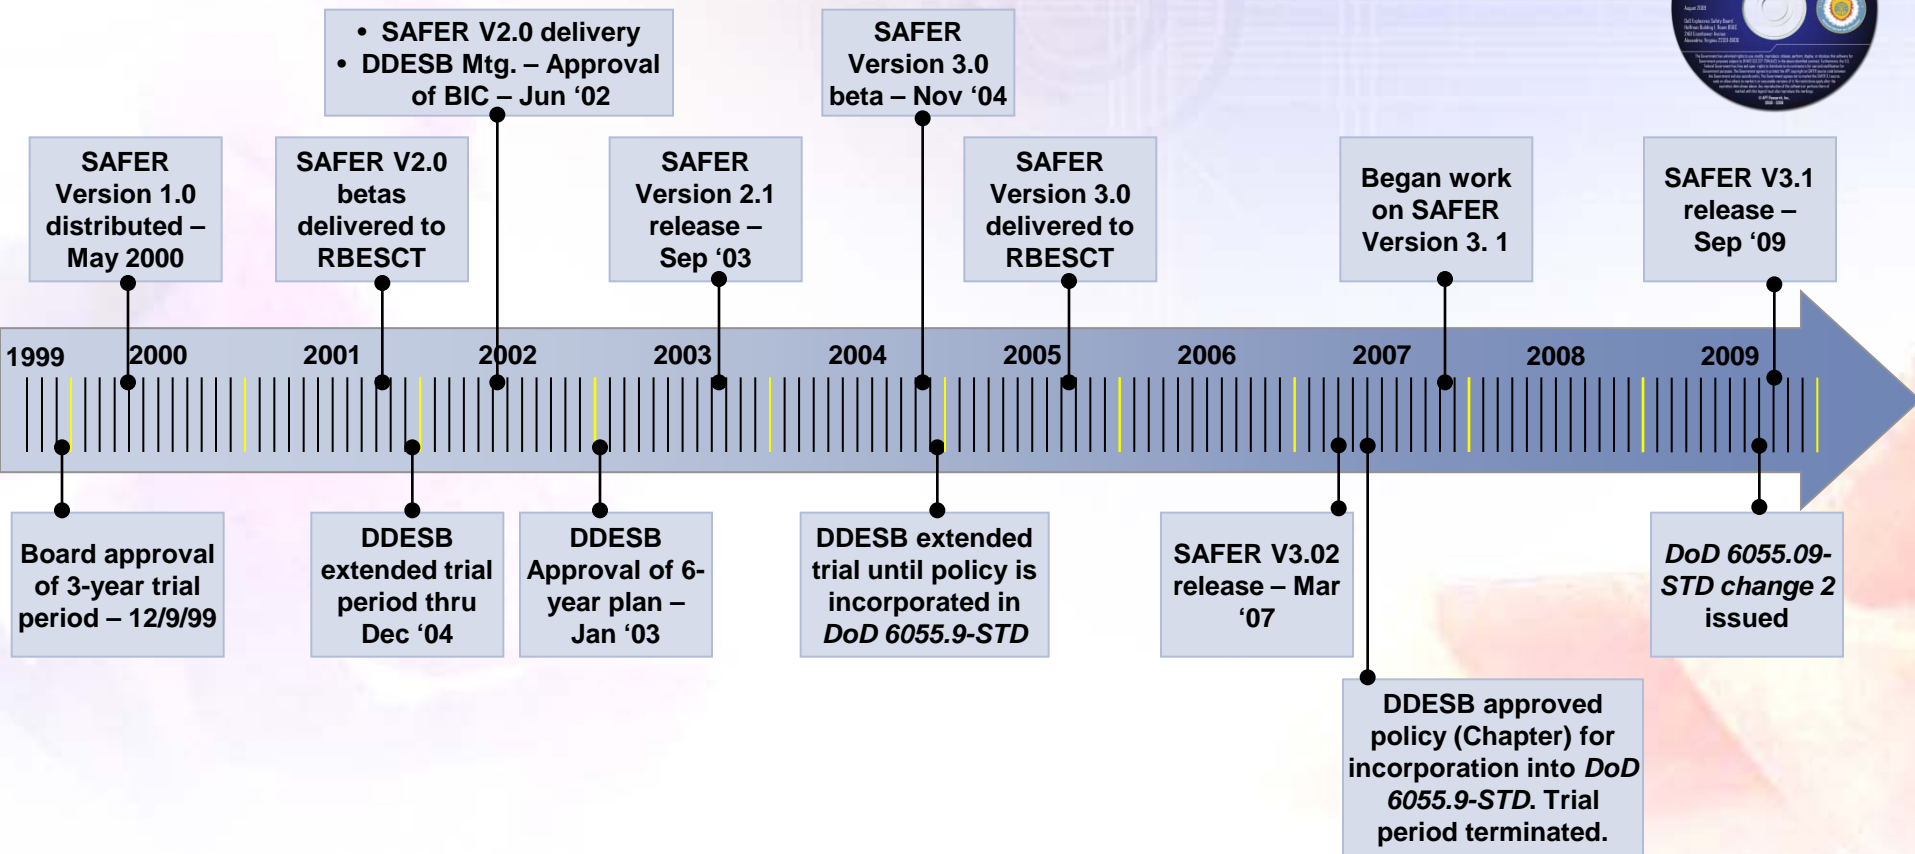 • SAFER V2.0 delivery
• DDESB Mtg. – Approval
of BIC – Jun ‘02
SAFER
Version 3.0
beta – Nov ‘04
August 2009
DoD Explosives Safety Board
SAFER
Version 1.0
distributed –
May 2000
SAFER V2.0
betas
delivered to
RBESCT
SAFER
Version 2.1
release –
Sep ‘03
SAFER
Version 3.0
delivered to
RBESCT
Began work
on SAFER
Version 3. 1
SAFER V3.1
release –
Sep ‘09
1999 2000 2001 2002 2003 2004 2005 2006 2007 2008 2009
Board approval
of 3-year trial
period – 12/9/99
DDESB
extended trial
period thru
Dec ‘04
DDESB
Approval of 6-
year plan –
Jan ‘03
DDESB extended
trial until policy is
incorporated in
DoD 6055.9-STD
SAFER V3.02
release – Mar
‘07
DoD 6055.09-
STD change 2
issued
DDESB approved
policy (Chapter) for
incorporation into DoD
6055.9-STD. Trial
period terminated.